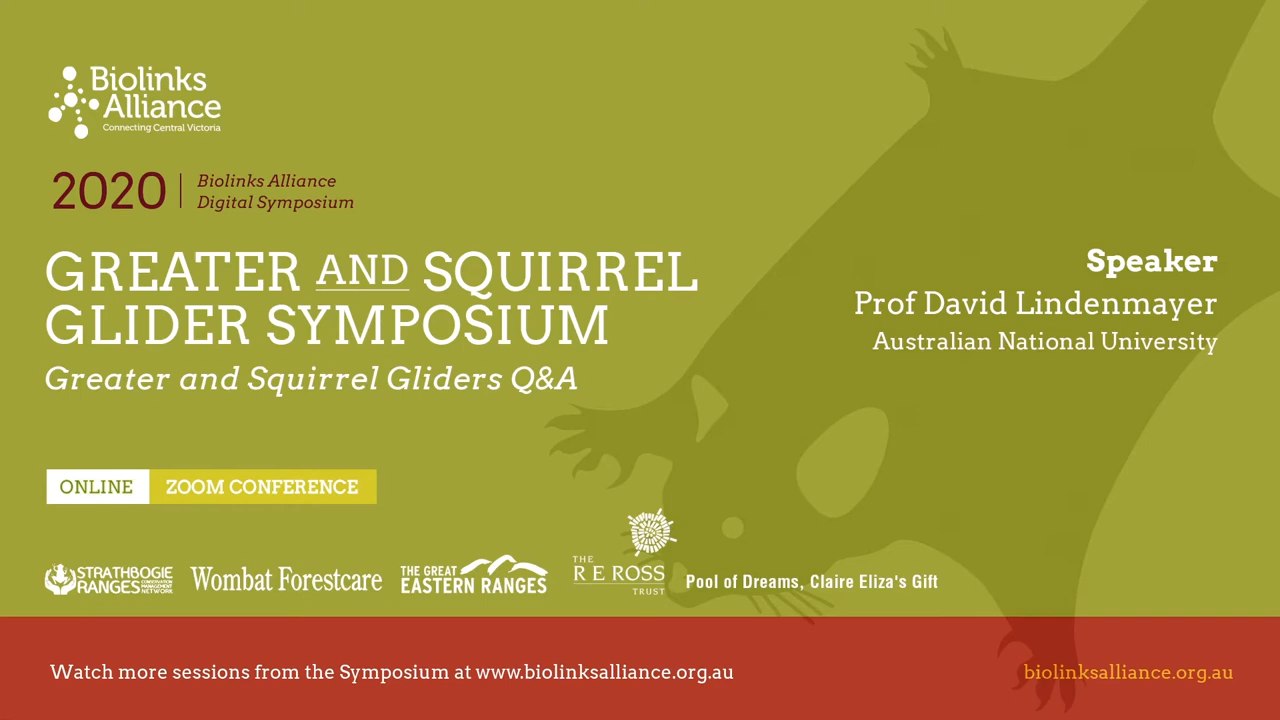 Biolinks
Alliance
Connecting Central Victoria
2020
Biolinks Alliance
Digital Symposium
GREATER AND SQUIRREL
GLIDER SYMPOSIUM
Greater and Squirrel Gliders Q&A
Speaker
Prof David Lindenmayer
Australian National University
ONLINE
ZOOM CONFERENCE
STRATHBOGIE
RANGES
CONSERVATION
MANAGEMENT
NETWORK
Wombat Forestcare
THE GREAT
EASTERN RANGES
THE
R E ROSS
TRUST
Pool of Dreams, Claire Eliza's Gift
Watch more sessions from the Symposium at www.biolinksalliance.org.au
biolinksalliance.org.au